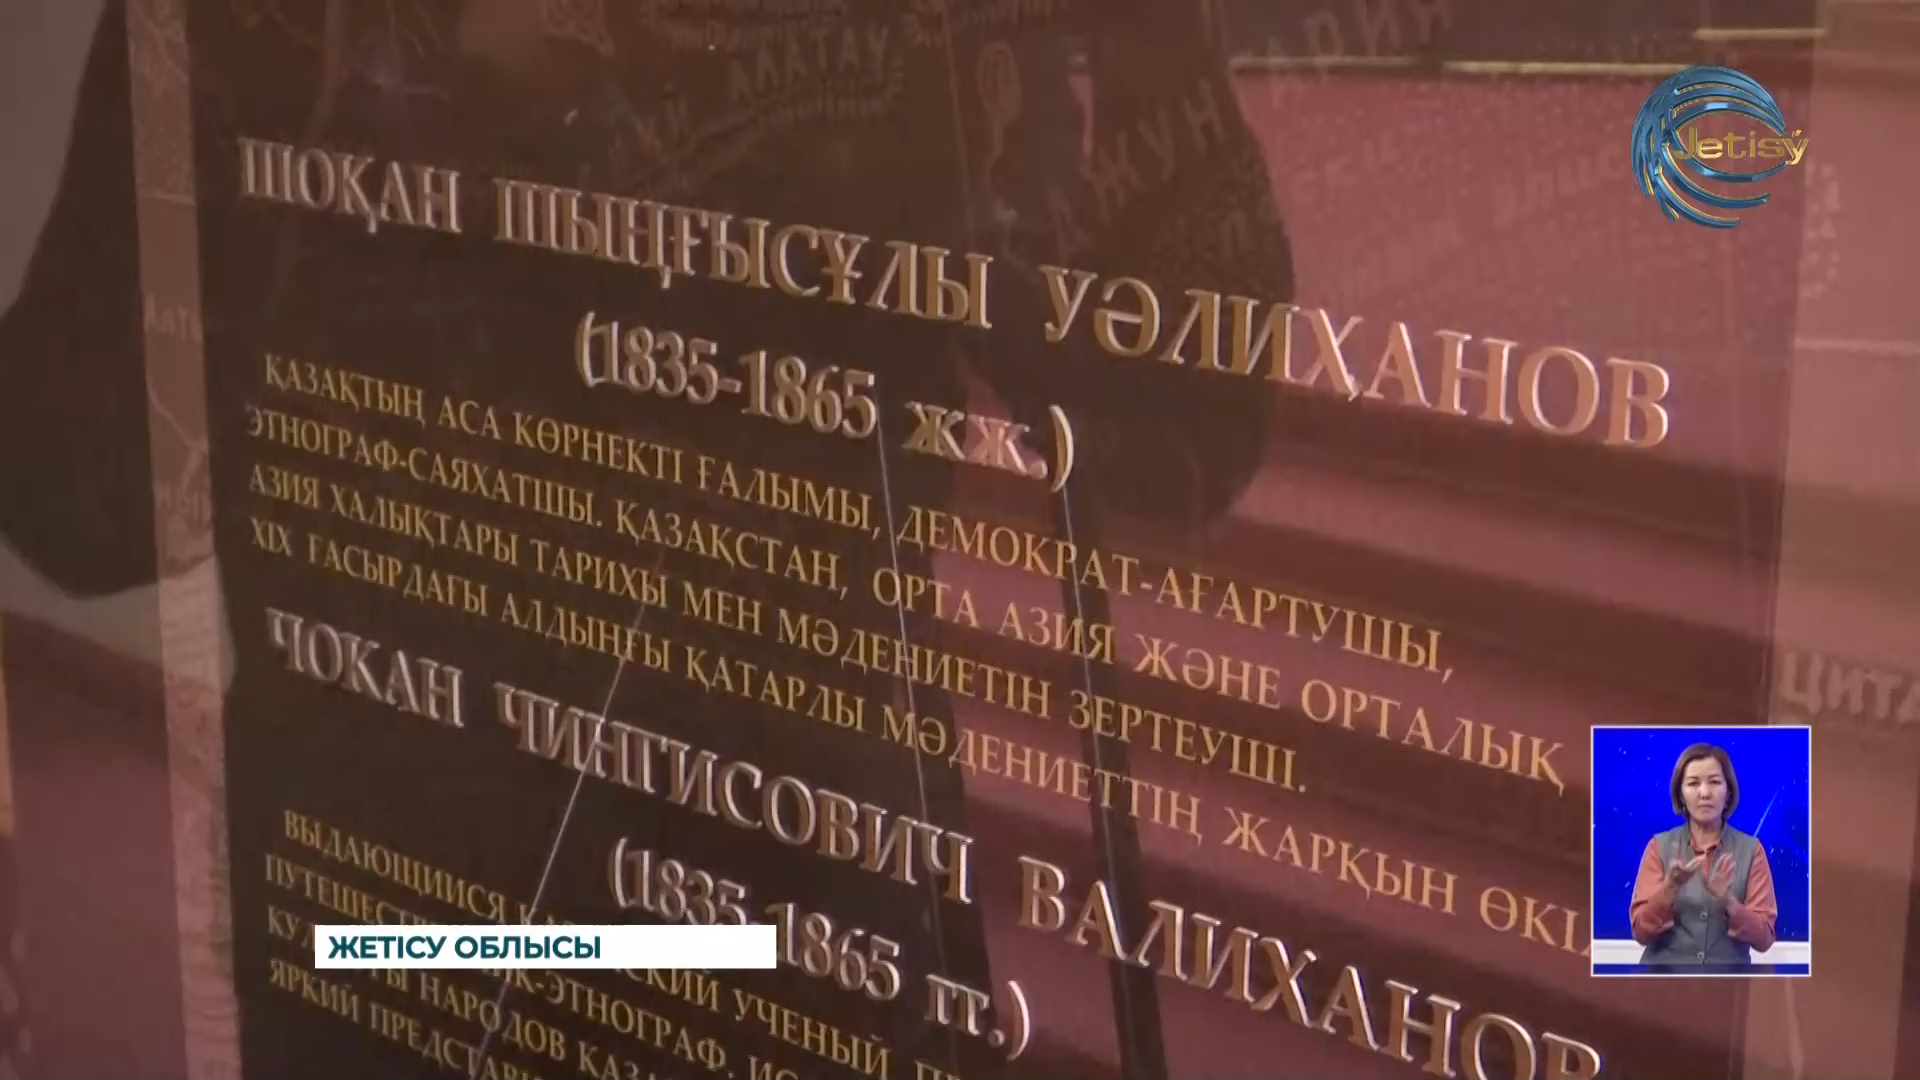 АЛАТАУ
Jetisý
ШОҚАН ШЫҢҒЫСҰЛЫ УӘЛИХАНОВ
(1835-1865 жж.)
ҚАЗАҚТЫҢ АСА КӨРНЕКТІ ҒАЛЫМЫ, ДЕМОКРАТ-АҒАРТУШЫ,
ЭТНОГРАФ-САЯХАТШЫ. ҚАЗАҚСТАН, ОРТА АЗИЯ ЖӘНЕ ОРТАЛЫҚ
АЗИЯ ХАЛЫҚТАРЫ ТАРИХЫ МЕН МӘДЕНИЕТІН ЗЕРТЕУШІ.
XIX ҒАСЫРДАҒЫ АЛДЫҢҒЫ ҚАТАРЛЫ МӘДЕНИЕТТІҢ ЖАРҚЫН
ЧОКАН ЧИНГИСОВИЧ ВАЛИХАНОВ
(1835-1865 гг.)
ВЫДАЮЩИЙСЯ УЧЕНЫЙ
ЭТНОГРАФ.
НАРОДОВ
ЯРКИЙ
ЖЕТІСУ ОБЛЫСЫ